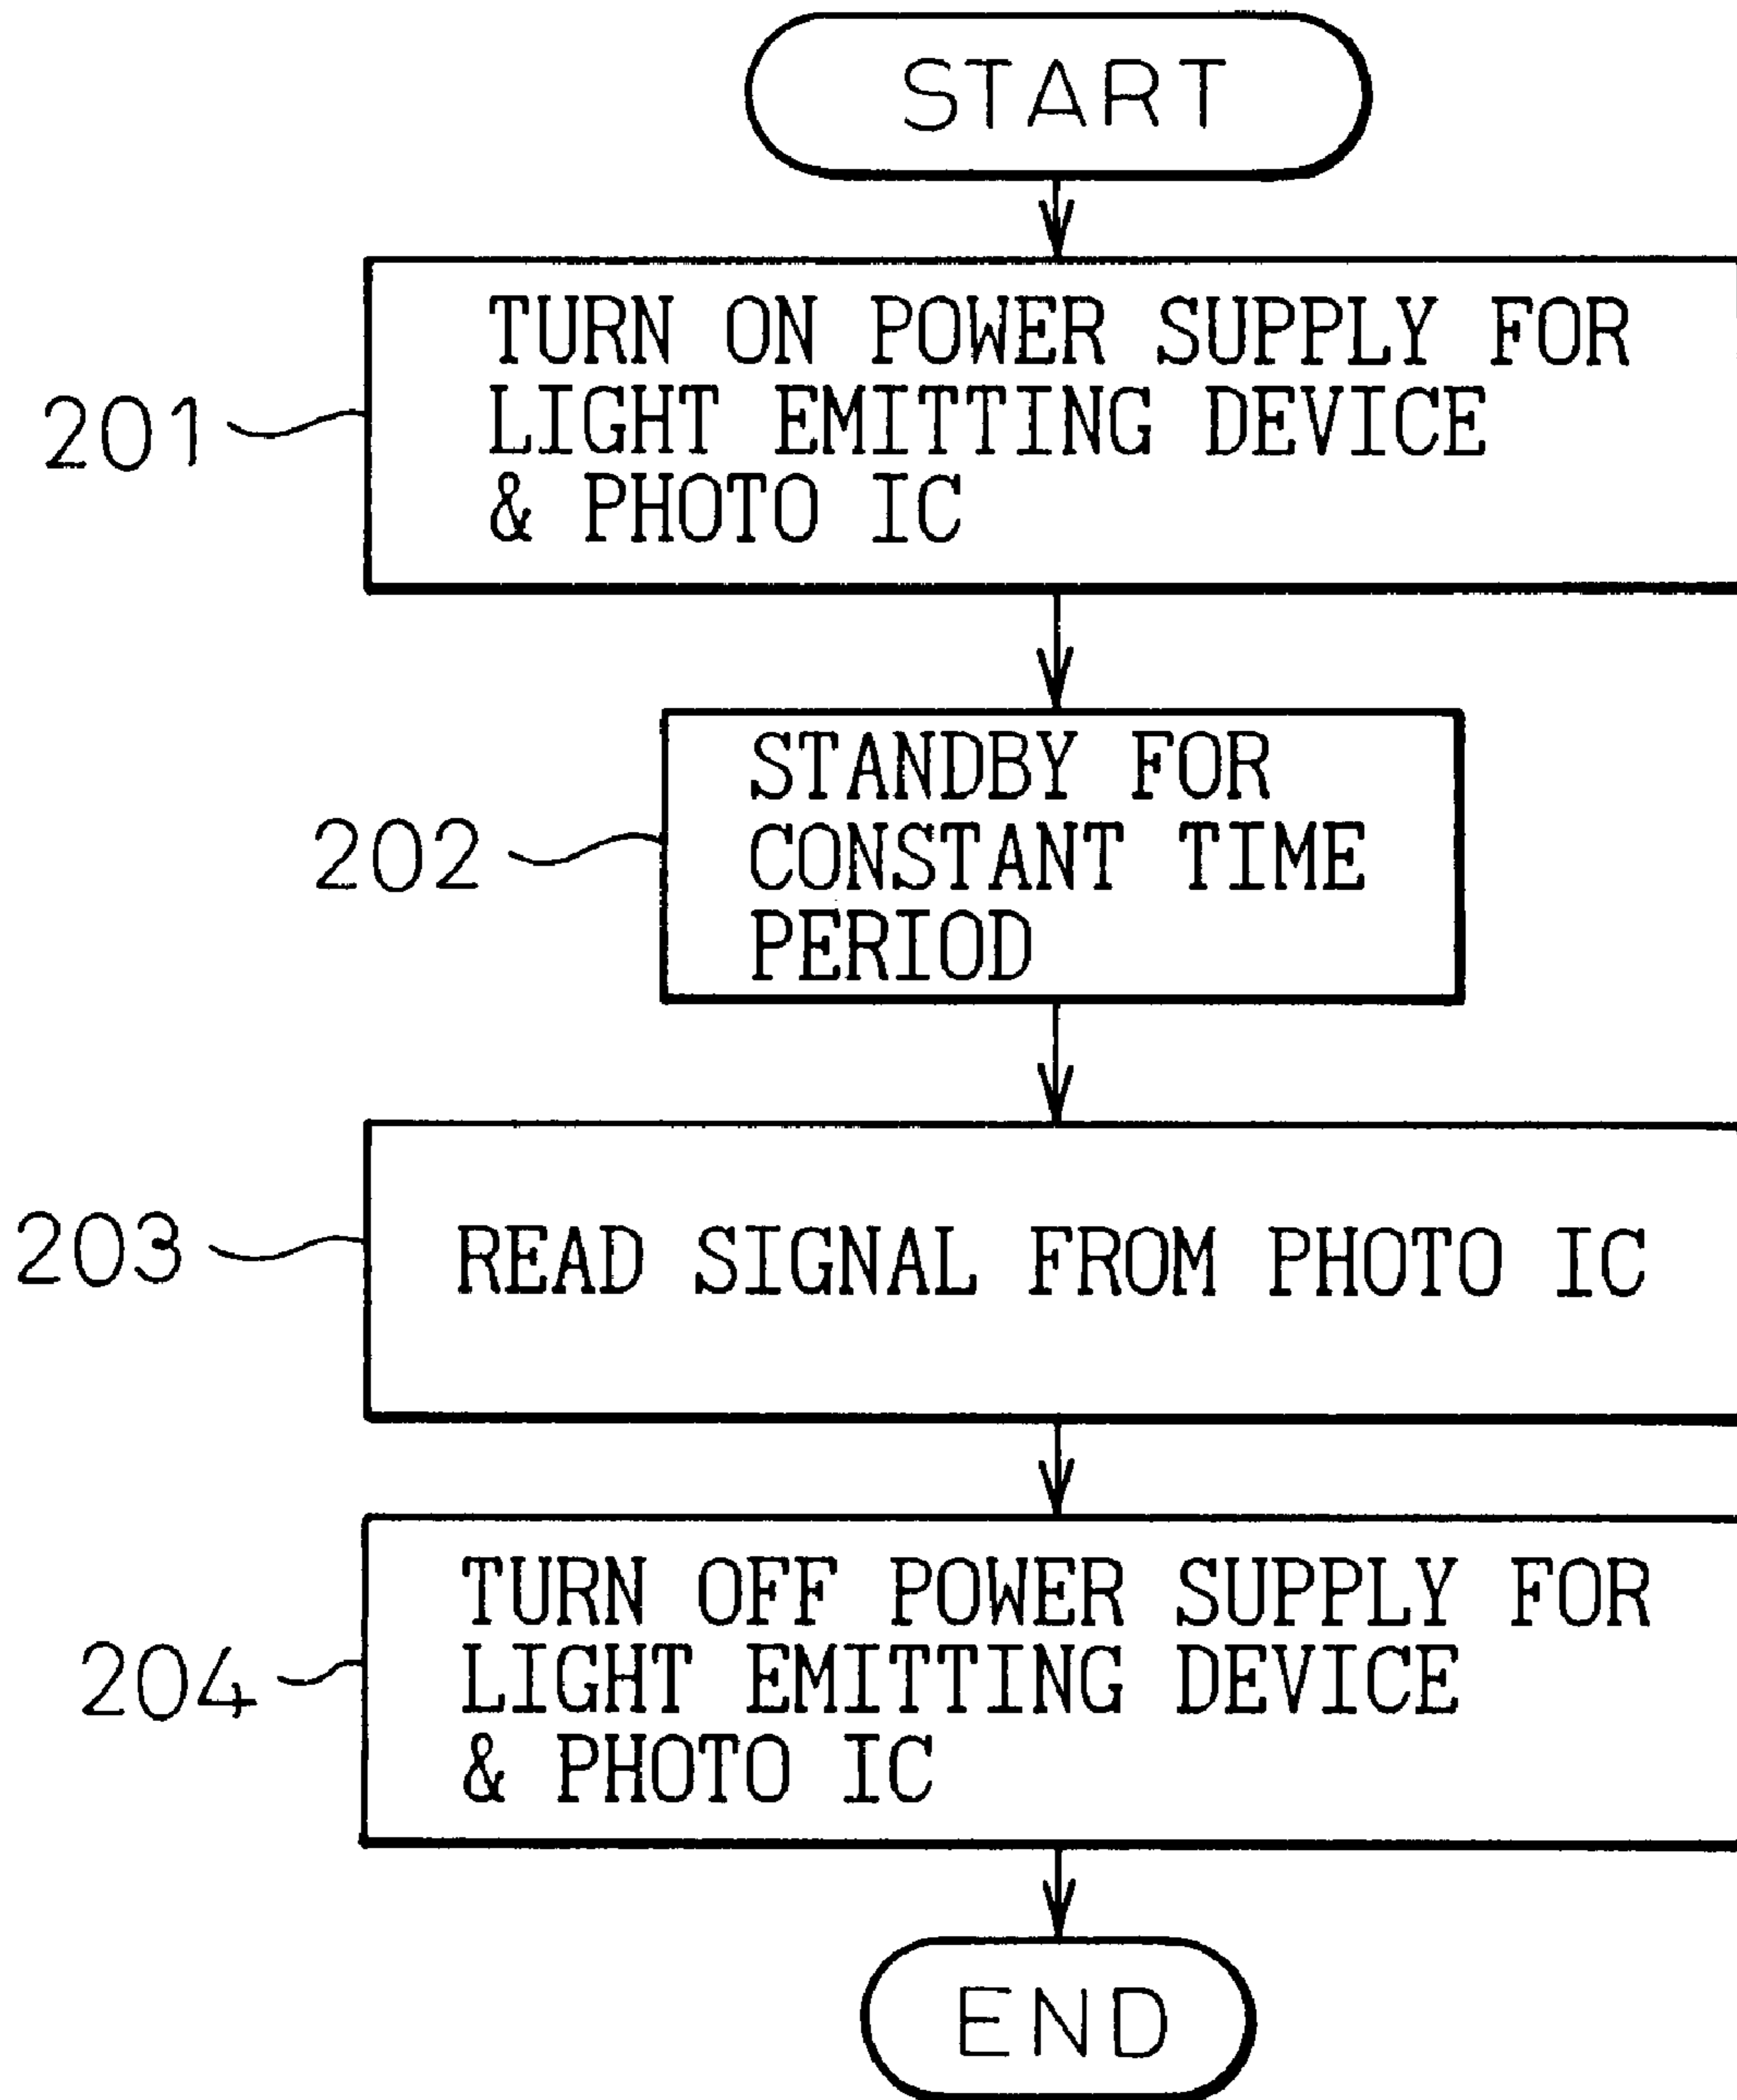 START
TURN ON POWER SUPPLY FOR
LIGHT EMITTING DEVICE
& PHOTO IC
201
STANDBY FOR
CONSTANT TIME
PERIOD
202
READ SIGNAL FROM PHOTO IC
203
TURN OFF POWER SUPPLY FOR
LIGHT EMITTING DEVICE
& PHOTO IC
204
END